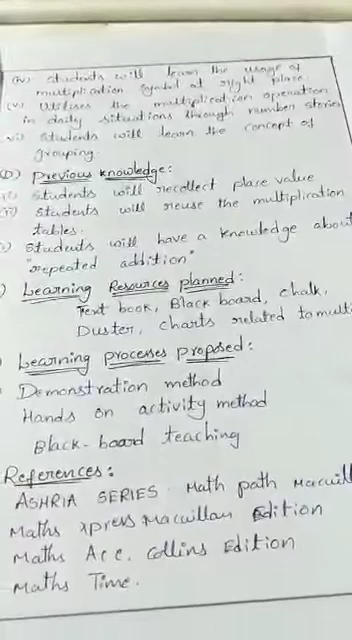 (iv) Students will learn the usage of
multiplication symbol at right place.
(v) Utilises the multiplication operation
in daily situations through number stories
vi) Students will learn the concept of
grouping.
(D) Previous knowledge:
(i) Students will recollect place value
(ii) Students will reuse the multiplication
tables.
) Students will have a knowledge about
"repeated addition"
) Learning Resources planned:
Text book, Black board, chalk,
Duster, charts related to multi
Learning processes proposed:
Demonstration method
Hands on activity method
Black-board teaching
References:
ASHRIA SERIES Math path Macmill
Maths xpress Macmillan Edition
Maths Ace. Collins Edition
Maths Time.